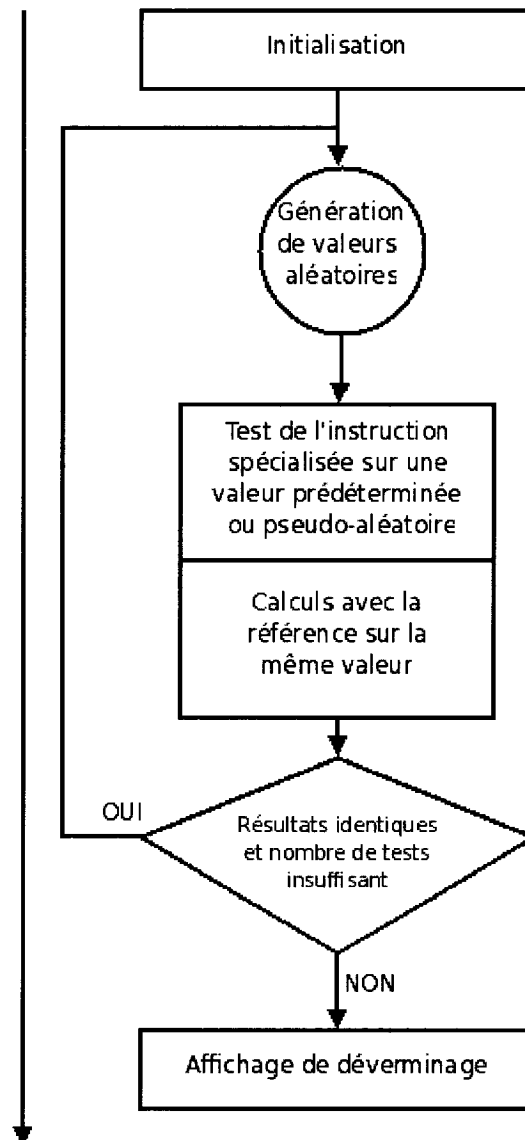 Initialisation
Génération
de valeurs
aléatoires
Test de l'instruction
spécialisée sur une
valeur prédéterminée
ou pseudo-aléatoire
Calculs avec la
référence sur la
même valeur
OUI
Résultats identiques
et nombre de tests
insuffisant
NON
Affichage de déverminage